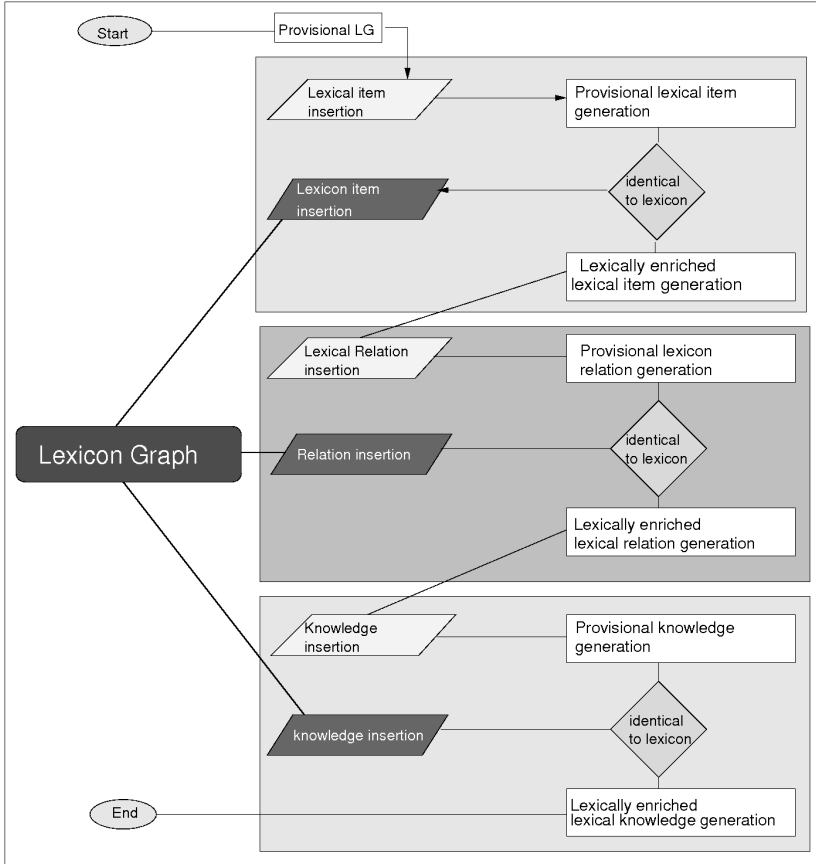 Start
Provisional LG
Lexical item
insertion
Provisional lexical item
generation
Lexicon item
insertion
identical
to lexicon
Lexically enriched
lexical item generation
Lexical Relation
insertion
Provisional lexicon
relation generation
Lexicon Graph
Relation insertion
identical
to lexicon
Lexically enriched
lexical relation generation
Knowledge
insertion
Provisional knowledge
generation
knowledge insertion
identical
to lexicon
End
Lexically enriched
lexical knowledge generation